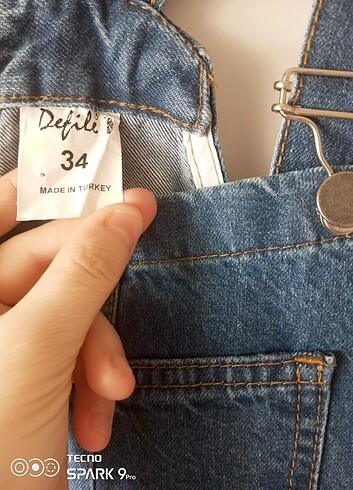 Defile
34
MADE IN TURKEY
TECNO
SPARK 9Pro